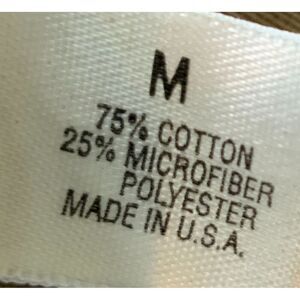 M
75% COTTON
25% MICROFIBER
POLYESTER
MADE IN U.S.A.